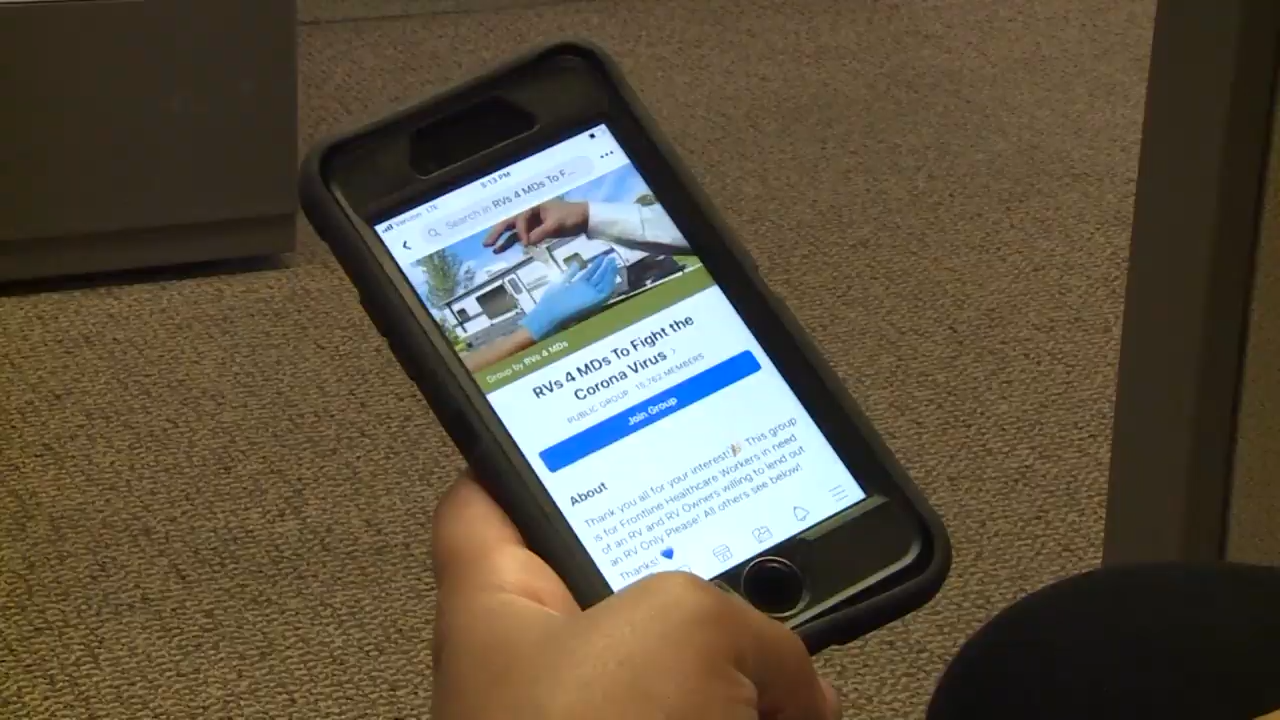 Verizon LTE 5:13 PM
Search in RVs 4 MDs To F...
Group by RVs 4 MDs
RVs 4 MDs To Fight the
Corona Virus >
PUBLIC GROUP · 15,762 MEMBERS
Join Group
About
Thank you all for your interest!🎉 This group
is for Frontline Healthcare Workers in need
of an RV and RV Owners willing to lend out
an RV Only Please! All others see below!
Thanks! 💙